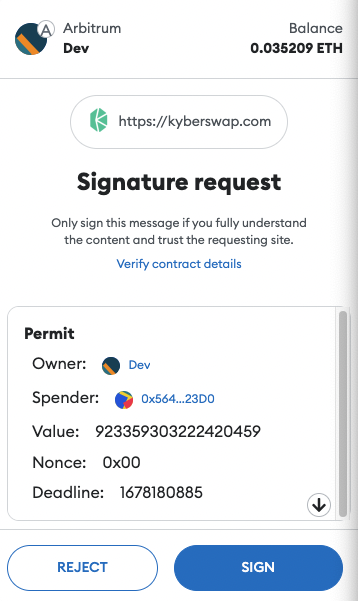 Arbitrum
Balance
Dev
0.035209 ETH
https://kyberswap.com
Signature request
Only sign this message if you fully understand
the content and trust the requesting site.
Verify contract details
Permit
Owner: Dev
Spender: 0x564...23D0
Value: 923359303222420459
Nonce: 0x00
Deadline: 1678180885
REJECT
SIGN